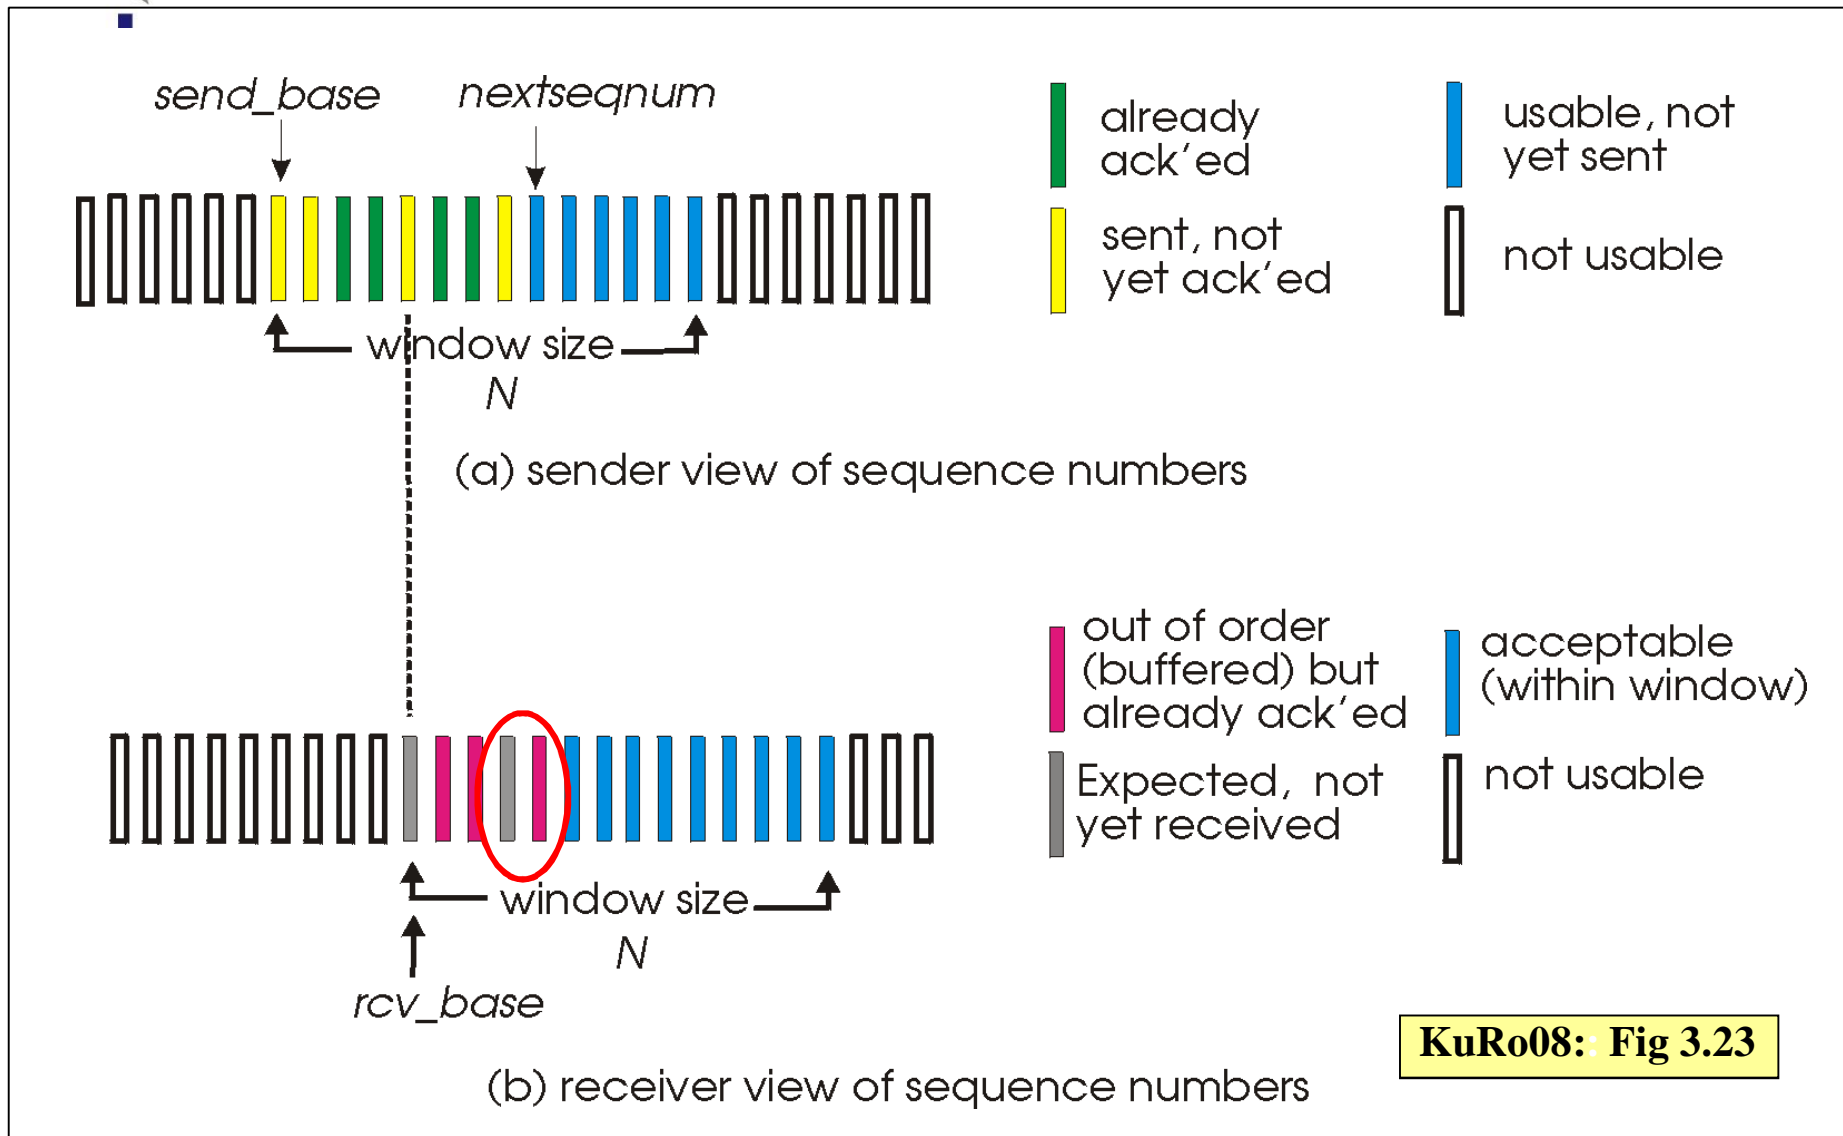 send_base
nextseqnum
already
ack'ed
usable, not
yet sent
sent, not
yet ack'ed
not usable
window size
N
(a) sender view of sequence numbers
out of order
(buffered) but
already ack'ed
acceptable
(within window)
Expected, not
yet received
not usable
window size
N
rcv_base
KuRo08: Fig 3.23
(b) receiver view of sequence numbers